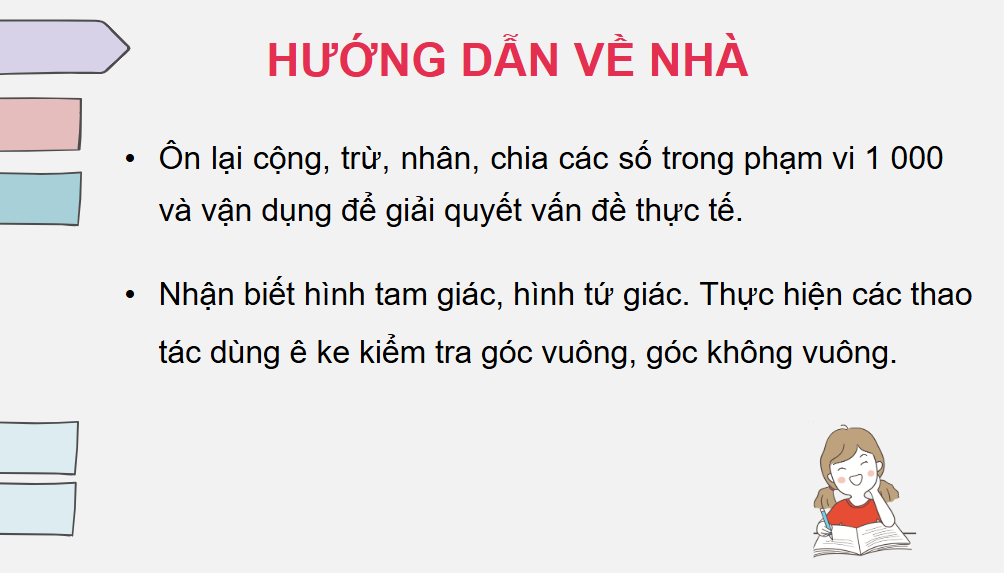 HƯỚNG DẪN VỀ NHÀ
• Ôn lại cộng, trừ, nhân, chia các số trong phạm vi 1 000
và vận dụng để giải quyết vấn đề thực tế.
• Nhận biết hình tam giác, hình tứ giác. Thực hiện các thao
tác dùng ê ke kiểm tra góc vuông, góc không vuông.